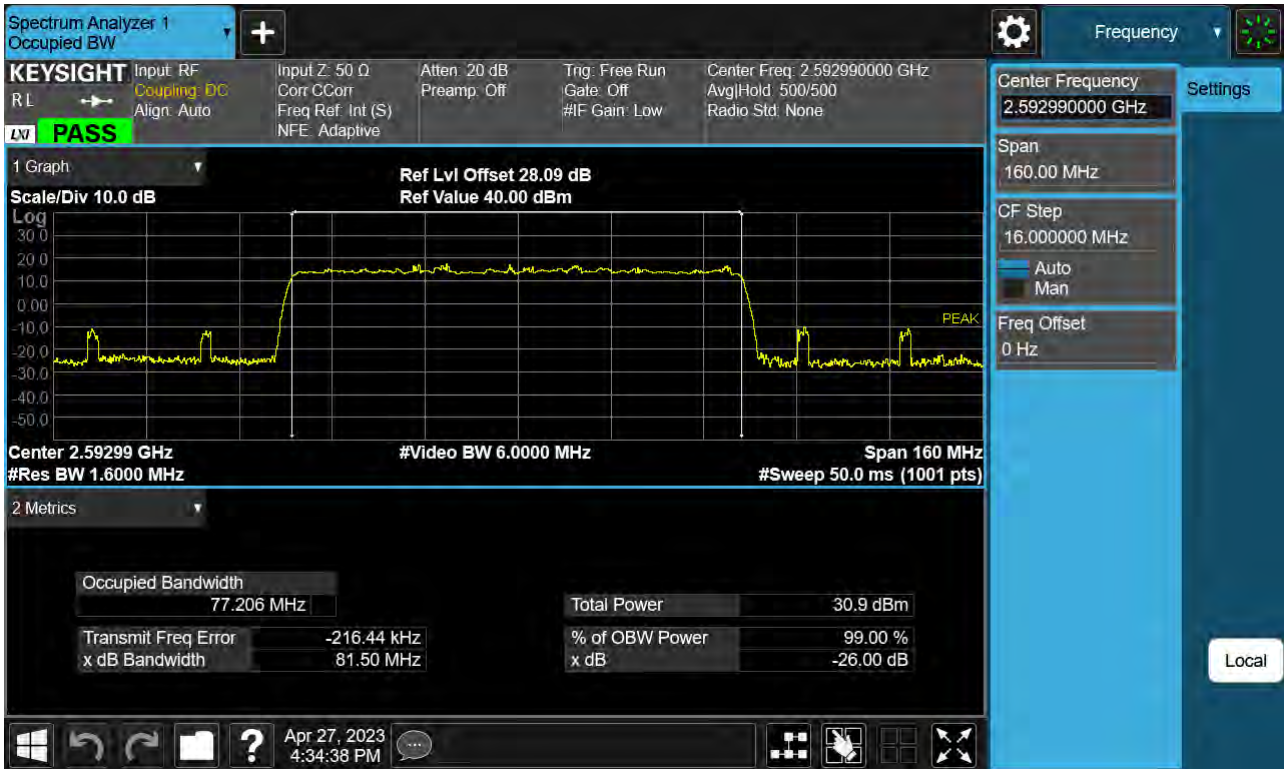 Spectrum Analyzer 1
Occupied BW
+
Frequency
KEYSIGHT
R L
LXI
PASS
Input: RF
Coupling: DC
Align: Auto
Input Z: 50 Ω
Corr CCorr
Freq Ref: Int (S)
NFE: Adaptive
Atten: 20 dB
Preamp: Off
Trig: Free Run
Gate: Off
#IF Gain: Low
Center Freq: 2.592990000 GHz
Avg|Hold: 500/500
Radio Std: None
Center Frequency
2.592990000 GHz
Settings
Span
160.00 MHz
CF Step
16.000000 MHz
Auto
Man
Freq Offset
0 Hz
Local
1 Graph
Scale/Div 10.0 dB
Ref Lvl Offset 28.09 dB
Ref Value 40.00 dBm
Log
30.0
20.0
10.0
0.00
-10.0
-20.0
-30.0
-40.0
-50.0
PEAK
Center 2.59299 GHz
#Res BW 1.6000 MHz
#Video BW 6.0000 MHz
Span 160 MHz
#Sweep 50.0 ms (1001 pts)
2 Metrics
Occupied Bandwidth
77.206 MHz
Transmit Freq Error -216.44 kHz
x dB Bandwidth 81.50 MHz
Total Power 30.9 dBm
% of OBW Power 99.00 %
x dB -26.00 dB
?
Apr 27, 2023
4:34:38 PM